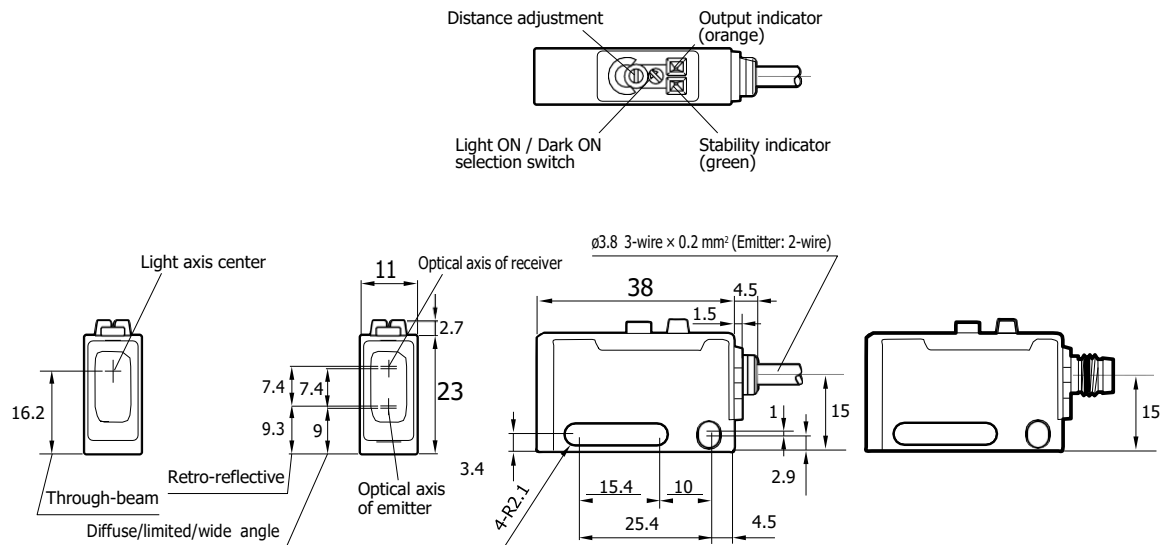 Distance adjustment
Output indicator
(orange)
Light ON / Dark ON
selection switch
Stability indicator
(green)
ø3.8 3-wire × 0.2 mm² (Emitter: 2-wire)
Light axis center
11
Optical axis of receiver
38
4.5
1.5
2.7
7.4
7.4
23
16.2
9.3
9
1
15
15
3.4
2.9
Retro-reflective
Through-beam
Optical axis
of emitter
4-R2.1
15.4
10
25.4
4.5
Diffuse/limited/wide angle